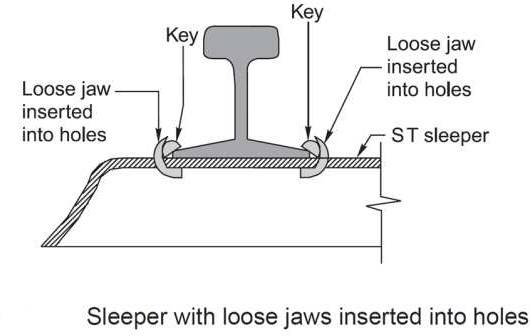 Key
Key
Loose jaw
inserted
into holes
Loose jaw
inserted
into holes
ST sleeper
Sleeper with loose jaws inserted into holes